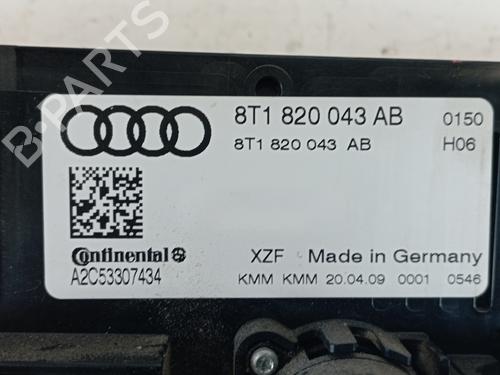 8T1 820 043 AB 0150
8T1 820 043 AB H06
Continental
A2C53307434
XZF Made in Germany
KMM KMM 20.04.09 0001 0546
B-Parts